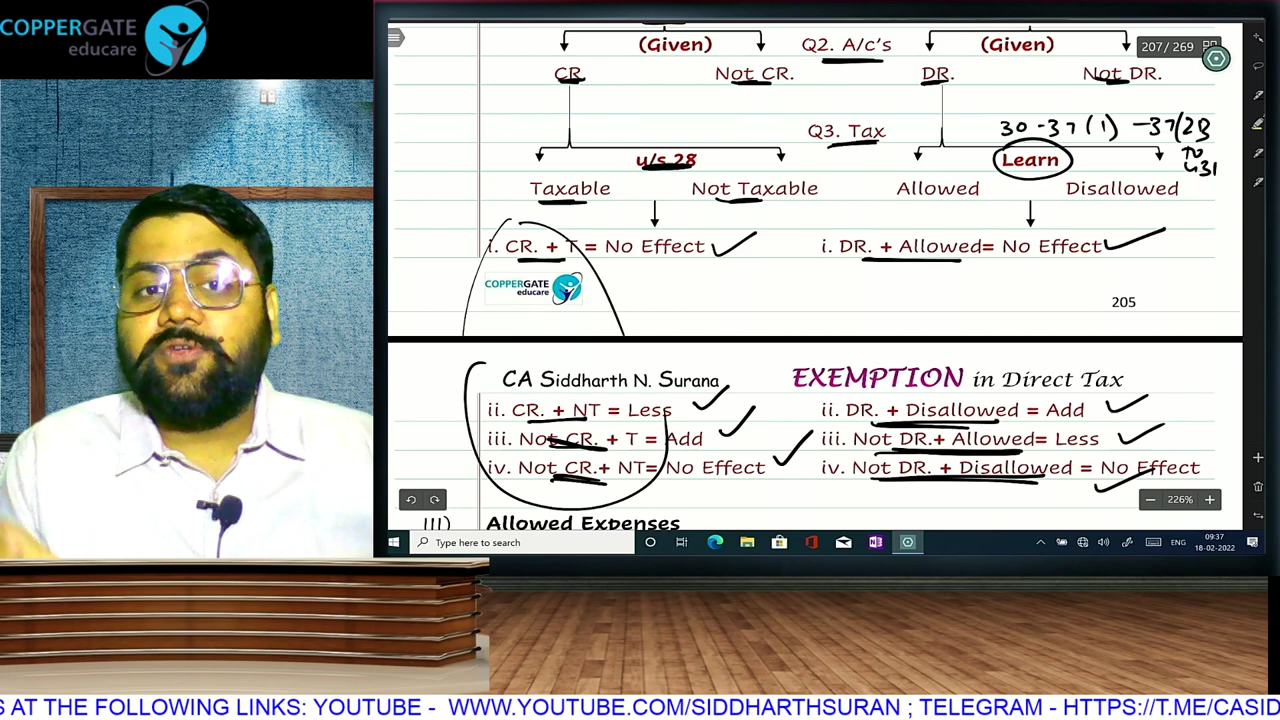 COPPERGATE
educare
(Given) Q2. A/c's (Given)
207 / 269
CR Not CR. DR. Not DR.
Q3. Tax
30 - 37 (1) - 37(2B
to
431
u/s 28 Learn
Taxable Not Taxable Allowed Disallowed
i. CR. + T = No Effect i. DR. + Allowed= No Effect
COPPERGATE
educare
205
CA Siddharth N. Surana EXEMPTION in Direct Tax
ii. CR. + NT = Less ii. DR. + Disallowed = Add
iii. Not CR. + T = Add iii. Not DR.+ Allowed= Less
iv. Not CR.+ NT= No Effect iv. Not DR. + Disallowed = No Effect
226%
III) Allowed Expenses
Type here to search
ENG
09:37
18-02-2022
S AT THE FOLLOWING LINKS: YOUTUBE - WWW.YOUTUBE.COM/SIDDHARTHSURAN ; TELEGRAM - HTTPS://T.ME/CASID